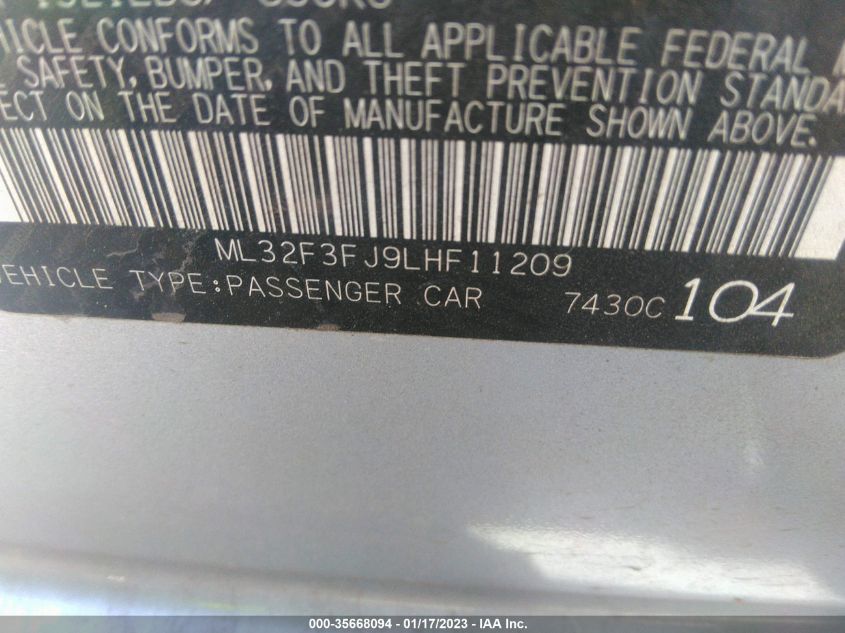 HICLE CONFORMS TO ALL APPLICABLE FEDERAL M
SAFETY, BUMPER, AND THEFT PREVENTION STANDA
ECT ON THE DATE OF MANUFACTURE SHOWN ABOVE.
ML32F3FJ9LHF11209
VEHICLE TYPE:PASSENGER CAR 7430C 104
000-35668094 - 01/17/2023 - IAA Inc.